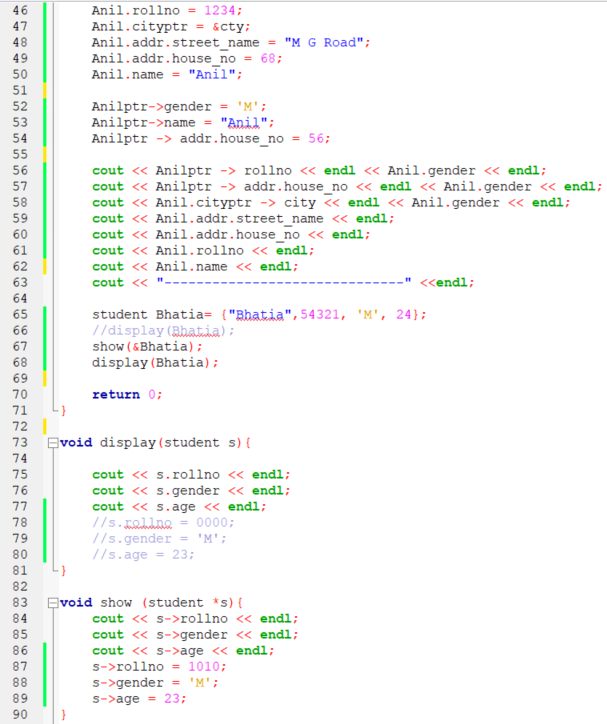 46 Anil.rollno = 1234;
47 Anil.cityptr = &cty;
48 Anil.addr.street_name = "M G Road";
49 Anil.addr.house_no = 68;
50 Anil.name = "Anil";
51
52 Anilptr->gender = 'M';
53 Anilptr->name = "Anil";
54 Anilptr -> addr.house_no = 56;
55
56 cout << Anilptr -> rollno << endl << Anil.gender << endl;
57 cout << Anilptr -> addr.house_no << endl << Anil.gender << endl;
58 cout << Anil.cityptr -> city << endl << Anil.gender << endl;
59 cout << Anil.addr.street_name << endl;
60 cout << Anil.addr.house_no << endl;
61 cout << Anil.rollno << endl;
62 cout << Anil.name << endl;
63 cout << "------------------------------" <<endl;
64
65 student Bhatia= {"Bhatia",54321, 'M', 24};
66 //display(Bhatia);
67 show(&Bhatia);
68 display(Bhatia);
69
70 return 0;
71 }
72
73 void display(student s){
74
75 cout << s.rollno << endl;
76 cout << s.gender << endl;
77 cout << s.age << endl;
78 //s.rollno = 0000;
79 //s.gender = 'M';
80 //s.age = 23;
81 }
82
83 void show (student *s){
84 cout << s->rollno << endl;
85 cout << s->gender << endl;
86 cout << s->age << endl;
87 s->rollno = 1010;
88 s->gender = 'M';
89 s->age = 23;
90 }